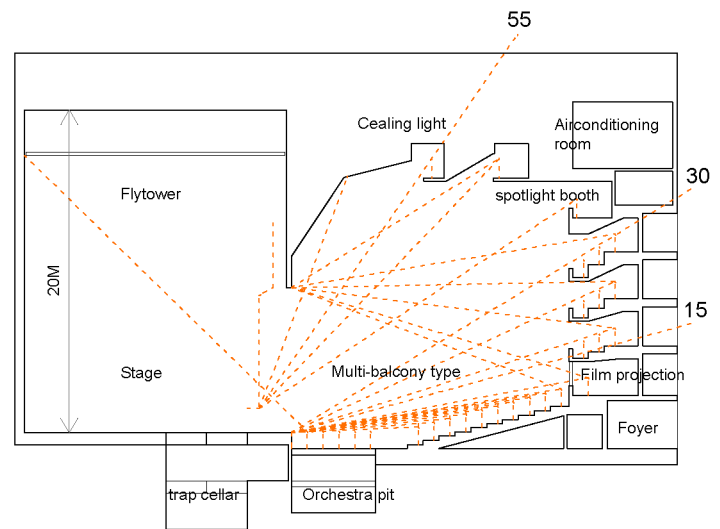 55
Cealing light
Airconditioning
room
30
spotlight booth
Flytower
20M
15
Stage
Multi-balcony type
Film projection
Foyer
trap cellar
Orchestra pit